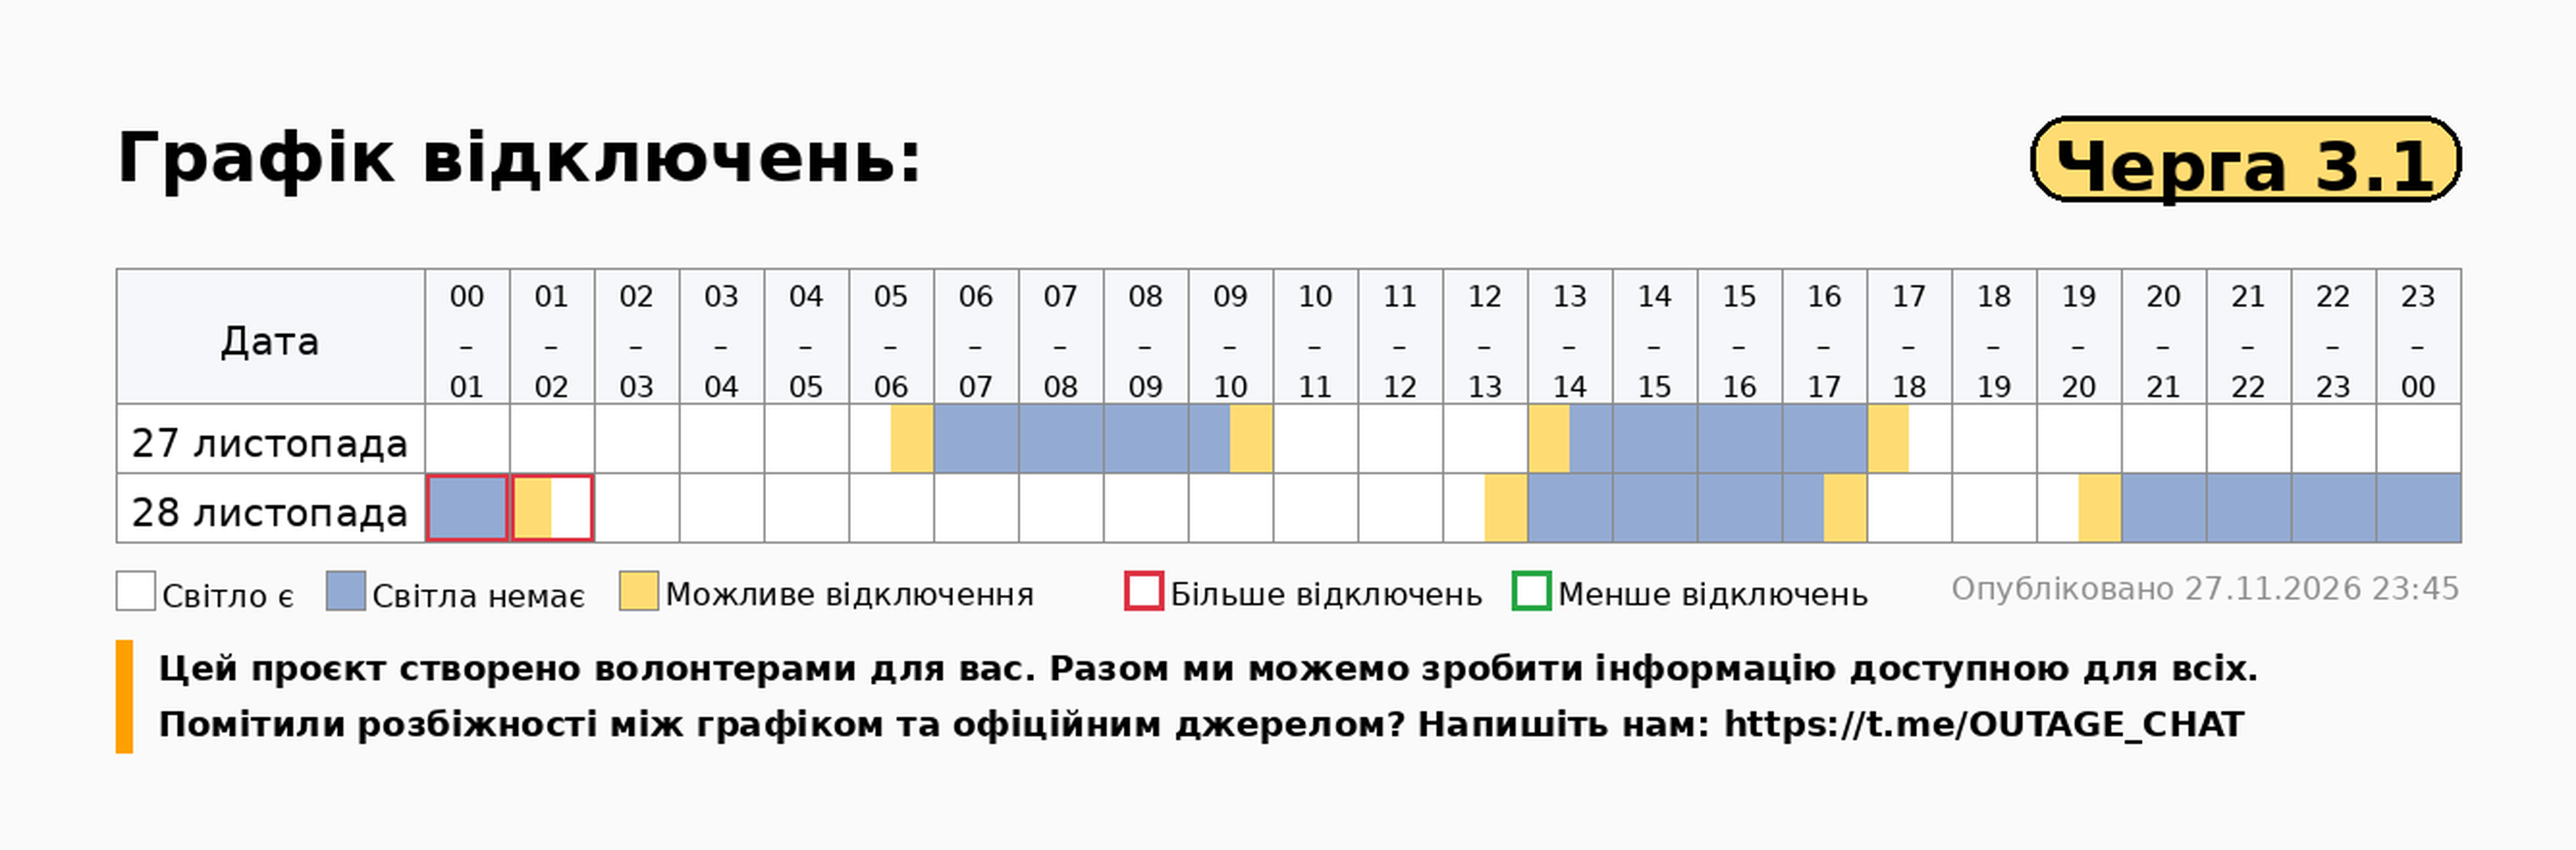 Графік відключень:
Черга 3.1
Дата
00 – 01
01 – 02
02 – 03
03 – 04
04 – 05
05 – 06
06 – 07
07 – 08
08 – 09
09 – 10
10 – 11
11 – 12
12 – 13
13 – 14
14 – 15
15 – 16
16 – 17
17 – 18
18 – 19
19 – 20
20 – 21
21 – 22
22 – 23
23 – 00
27 листопада
28 листопада
Світло є
Світла немає
Можливе відключення
Більше відключень
Менше відключень
Опубліковано 27.11.2026 23:45
Цей проєкт створено волонтерами для вас. Разом ми можемо зробити інформацію доступною для всіх.
Помітили розбіжності між графіком та офіційним джерелом? Напишіть нам: https://t.me/OUTAGE_CHAT